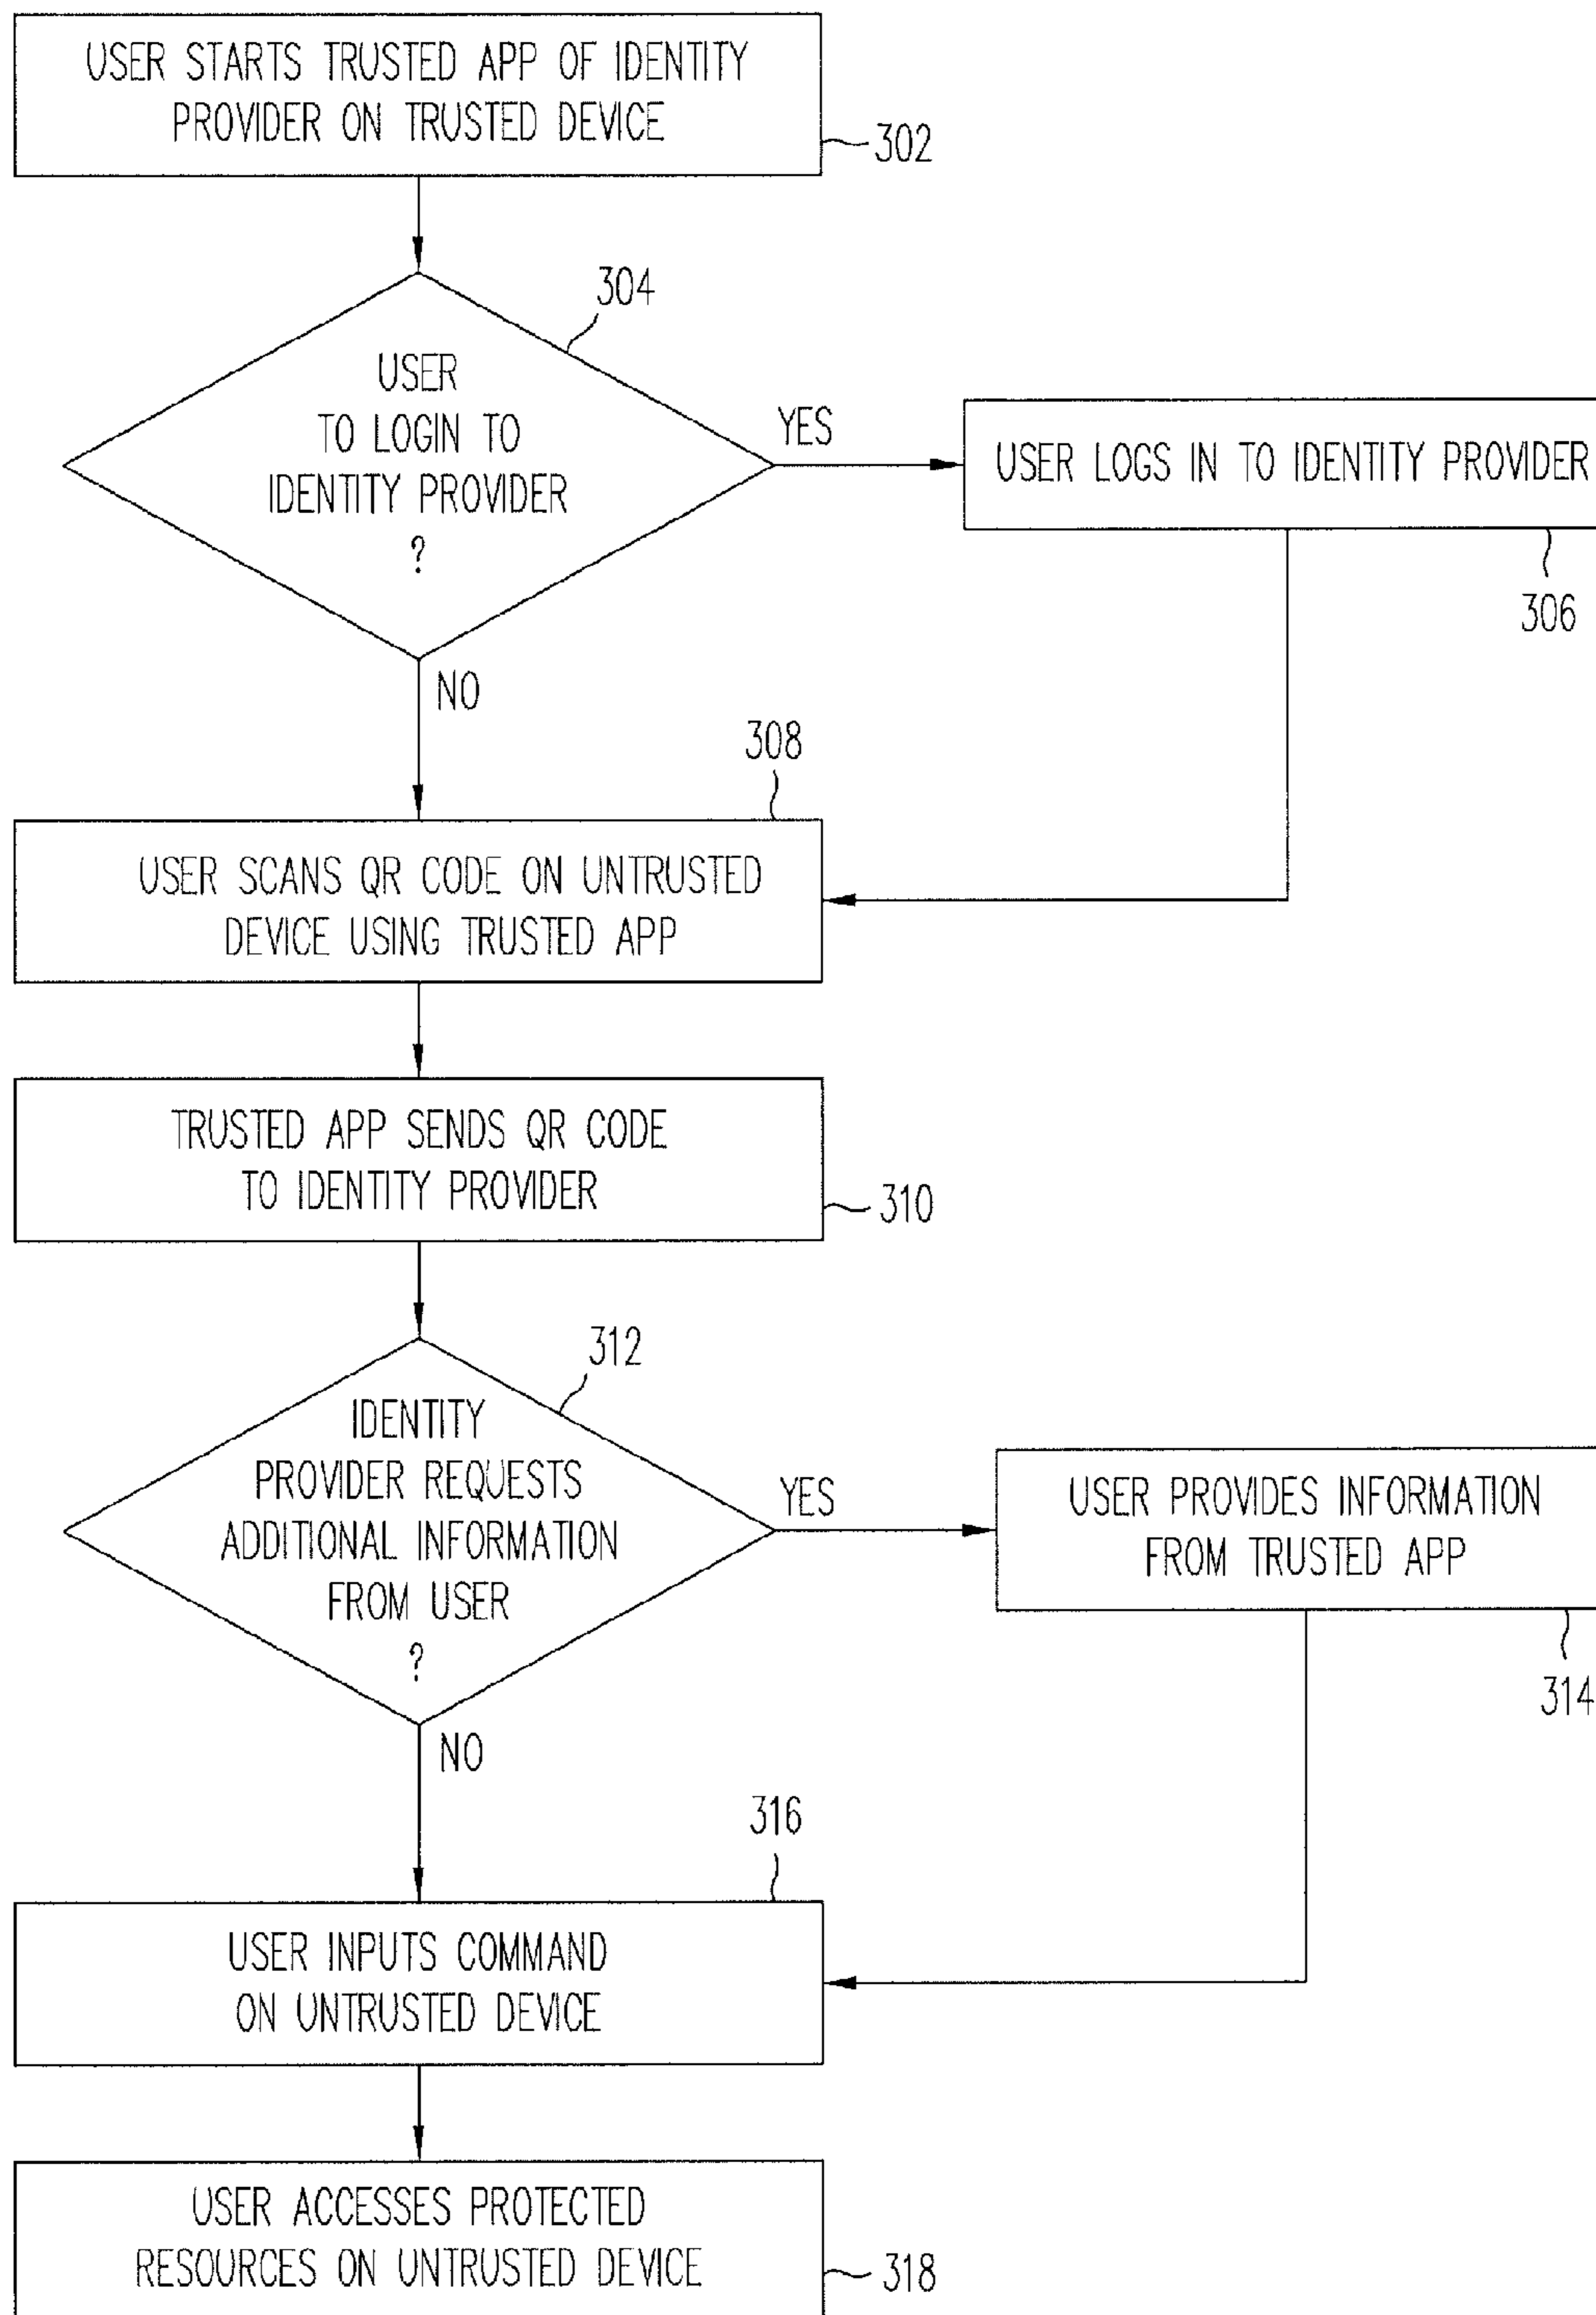 USER STARTS TRUSTED APP OF IDENTITY
PROVIDER ON TRUSTED DEVICE
302
304
USER
TO LOGIN TO
IDENTITY PROVIDER
?
YES
USER LOGS IN TO IDENTITY PROVIDER
306
NO
308
USER SCANS QR CODE ON UNTRUSTED
DEVICE USING TRUSTED APP
TRUSTED APP SENDS QR CODE
TO IDENTITY PROVIDER
310
312
IDENTITY
PROVIDER REQUESTS
ADDITIONAL INFORMATION
FROM USER
?
YES
USER PROVIDES INFORMATION
FROM TRUSTED APP
314
NO
316
USER INPUTS COMMAND
ON UNTRUSTED DEVICE
USER ACCESSES PROTECTED
RESOURCES ON UNTRUSTED DEVICE
318